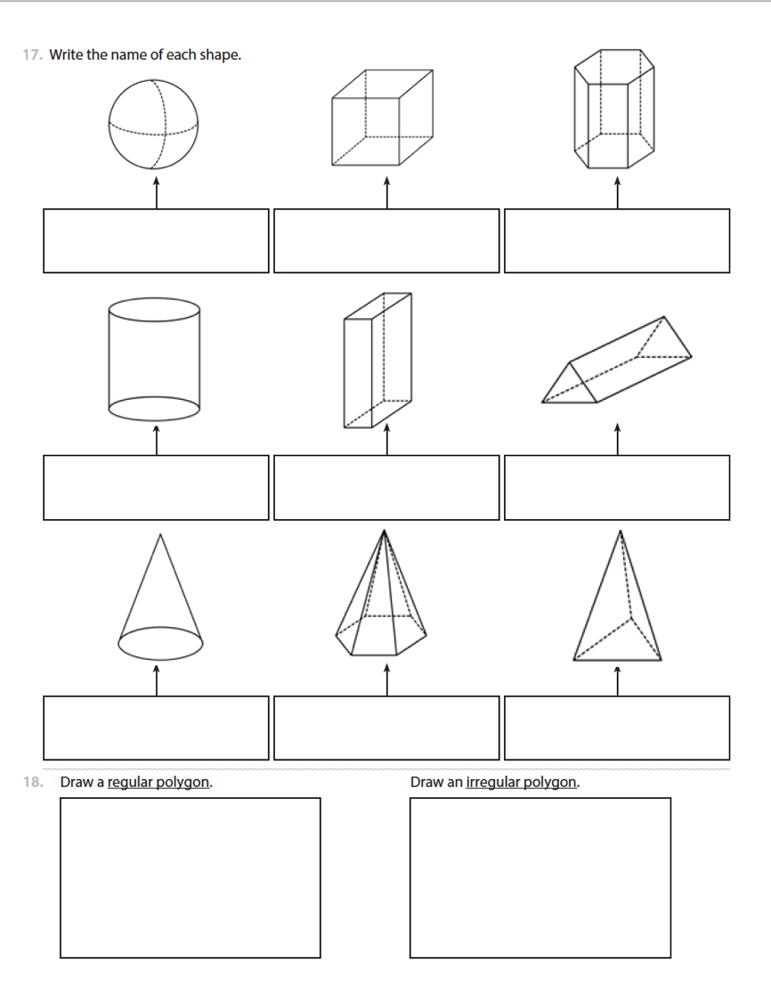 17. Write the name of each shape.
18. Draw a regular polygon. Draw an irregular polygon.